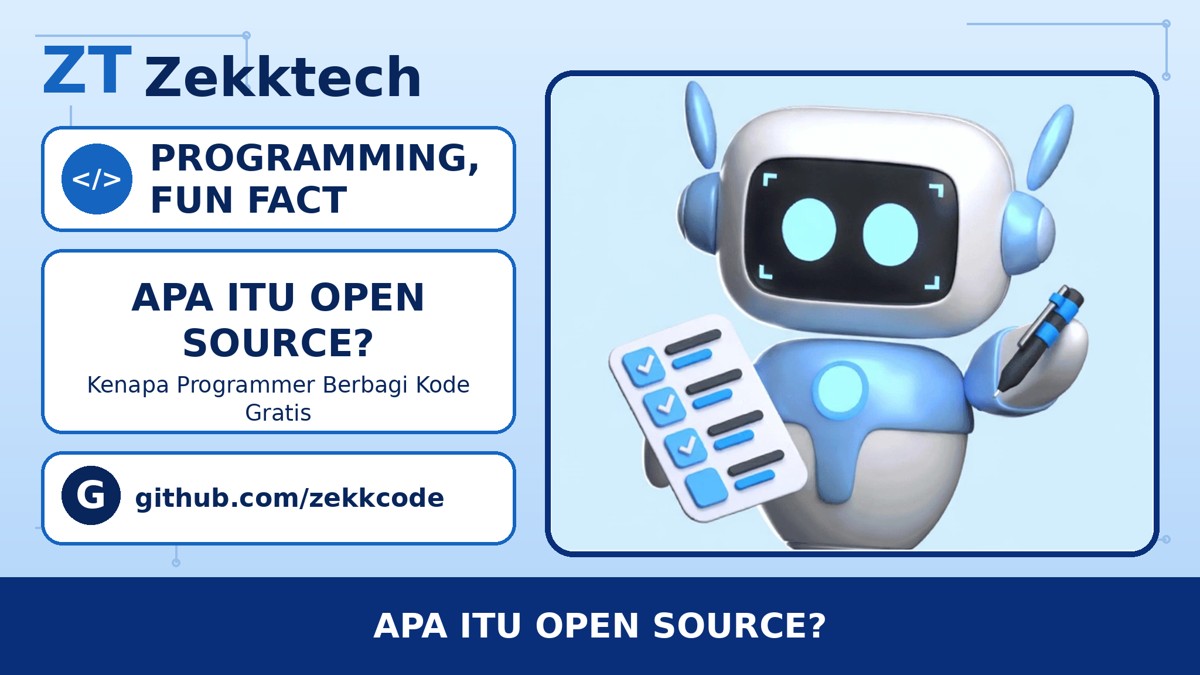 ZT Zekktech
</> PROGRAMMING,
FUN FACT
APA ITU OPEN
SOURCE?
Kenapa Programmer Berbagi Kode
Gratis
G github.com/zekkcode
APA ITU OPEN SOURCE?